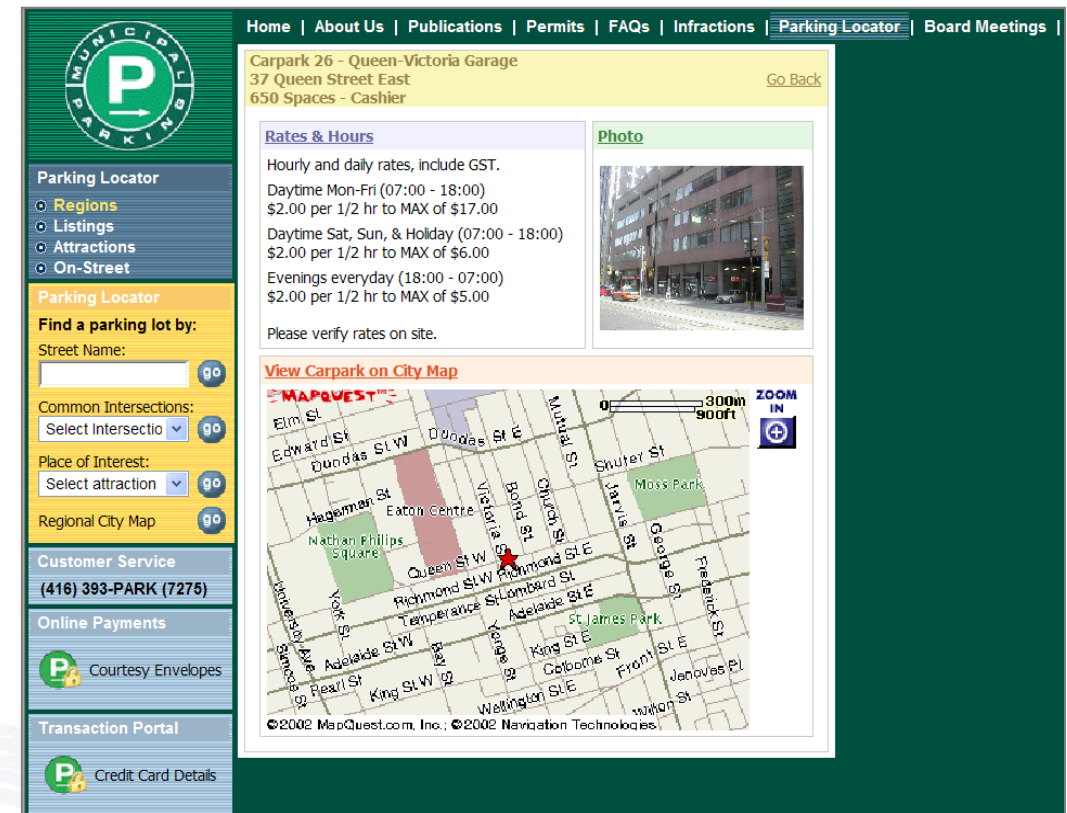 MUNICIPAL
P
PARKING
Home | About Us | Publications | Permits | FAQs | Infractions | Parking Locator | Board Meetings |
Carpark 26 - Queen-Victoria Garage
37 Queen Street East
650 Spaces - Cashier
Go Back
Parking Locator
Regions
Listings
Attractions
On-Street
Parking Locator
Find a parking lot by:
Street Name:
go
Common Intersections:
Select Intersectio
go
Place of Interest:
Select attraction
go
Regional City Map
go
Customer Service
(416) 393-PARK (7275)
Online Payments
P
Courtesy Envelopes
Transaction Portal
P
Credit Card Details
Rates & Hours
Hourly and daily rates, include GST.
Daytime Mon-Fri (07:00 - 18:00)
$2.00 per 1/2 hr to MAX of $17.00
Daytime Sat, Sun, & Holiday (07:00 - 18:00)
$2.00 per 1/2 hr to MAX of $6.00
Evenings everyday (18:00 - 07:00)
$2.00 per 1/2 hr to MAX of $5.00
Please verify rates on site.
Photo
View Carpark on City Map
MAPQUEST
0
300m
900ft
ZOOM
IN
Elm St
Edward St
Dundas St W
Dundas St E
Mutual St
Shuter St
Moss Park
Hagerman St
Eaton Centre
Victoria St
Bond St
Church St
Jarvis St
George St
Frederick St
Nathan Philips
Square
Queen St W
Richmond St E
Richmond St W
Lombard St
Temperance St
Adelaide St E
St James Park
University Ave
York St
Simcoe St
Adelaide St W
Bay St
Yonge St
King St E
Colborne St
Front St E
Jenoves Pl
Pearl St
King St W
Wellington St E
Wilton St
©2002 MapQuest.com, Inc.; ©2002 Navigation Technologies